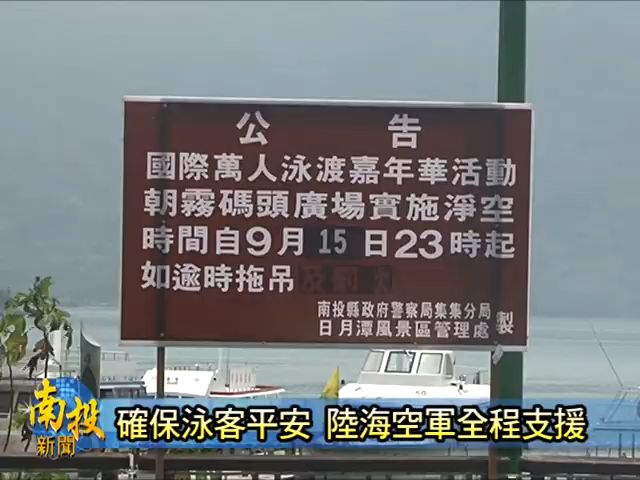 公 告
國際萬人泳渡嘉年華活動
朝霧碼頭廣場實施淨空
時間自9月15日23時起
如逾時拖吊
南投縣政府警察局集集分局
日月潭風景區管理處
製
南投
新聞
確保泳客平安 陸海空軍全程支援